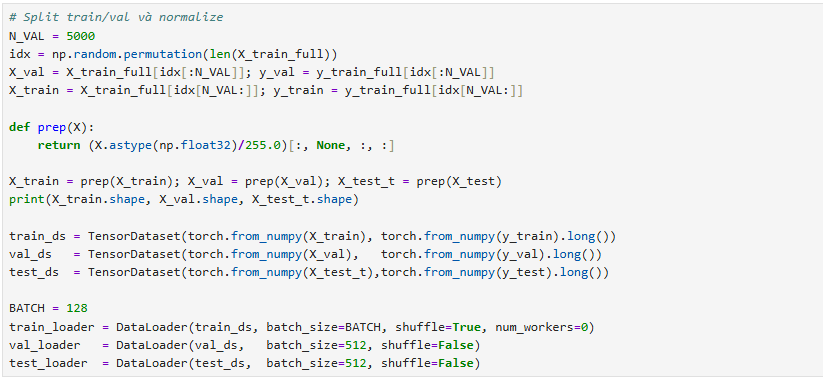 # Split train/val và normalize
N_VAL = 5000
idx = np.random.permutation(len(X_train_full))
X_val = X_train_full[idx[:N_VAL]]; y_val = y_train_full[idx[:N_VAL]]
X_train = X_train_full[idx[N_VAL:]]; y_train = y_train_full[idx[N_VAL:]]

def prep(X):
    return (X.astype(np.float32)/255.0)[:, None, :, :]

X_train = prep(X_train); X_val = prep(X_val); X_test_t = prep(X_test)
print(X_train.shape, X_val.shape, X_test_t.shape)

train_ds = TensorDataset(torch.from_numpy(X_train), torch.from_numpy(y_train).long())
val_ds   = TensorDataset(torch.from_numpy(X_val),   torch.from_numpy(y_val).long())
test_ds  = TensorDataset(torch.from_numpy(X_test_t),torch.from_numpy(y_test).long())

BATCH = 128
train_loader = DataLoader(train_ds, batch_size=BATCH, shuffle=True, num_workers=0)
val_loader   = DataLoader(val_ds,   batch_size=512, shuffle=False)
test_loader  = DataLoader(test_ds,  batch_size=512, shuffle=False)